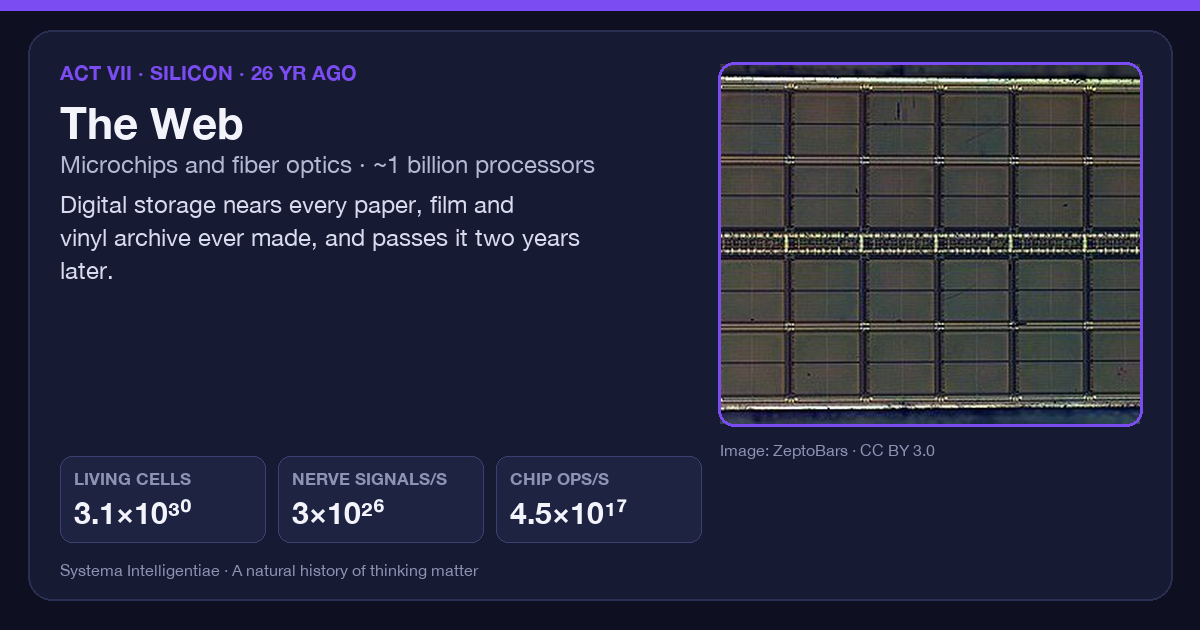 ACT VII · SILICON · 26 YR AGO
The Web
Microchips and fiber optics · ~1 billion processors
Digital storage nears every paper, film and
vinyl archive ever made, and passes it two years
later.
Image: ZeptoBars · CC BY 3.0
LIVING CELLS
3.1×10³⁰
NERVE SIGNALS/S
3×10²⁶
CHIP OPS/S
4.5×10¹⁷
Systema Intelligentiae · A natural history of thinking matter